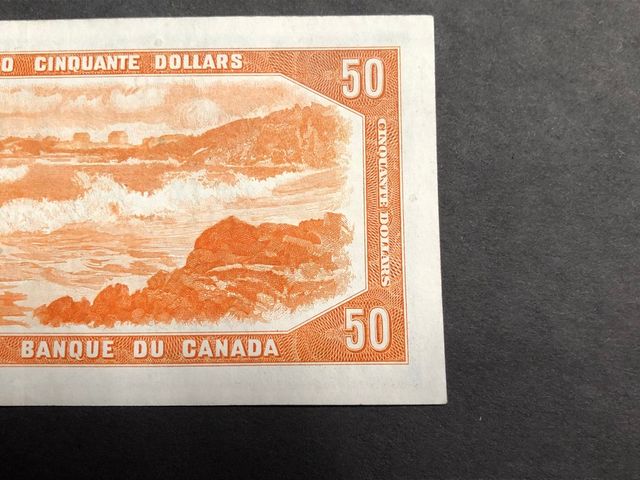 O CINQUANTE DOLLARS
50
CINQUANTE DOLLARS
BANQUE DU CANADA
50